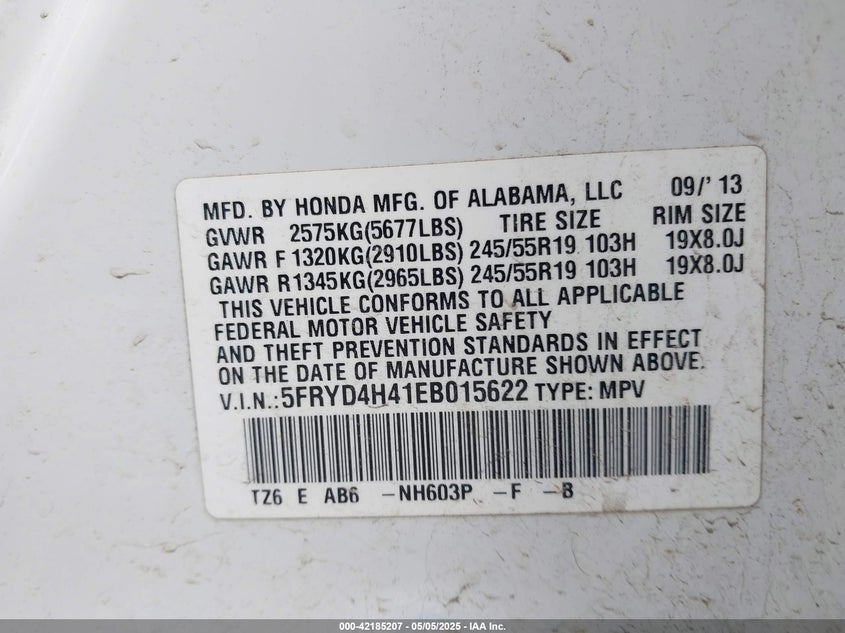 MFD. BY HONDA MFG. OF ALABAMA, LLC 09/' 13
GVWR 2575KG(5677LBS) TIRE SIZE RIM SIZE
GAWR F 1320KG(2910LBS) 245/55R19 103H 19X8.0J
GAWR R1345KG(2965LBS) 245/55R19 103H 19X8.0J
THIS VEHICLE CONFORMS TO ALL APPLICABLE
FEDERAL MOTOR VEHICLE SAFETY
AND THEFT PREVENTION STANDARDS IN EFFECT
ON THE DATE OF MANUFACTURE SHOWN ABOVE.
V.I.N.:5FRYD4H41EB015622 TYPE: MPV
TZ6 E AB6 -NH603P -F -B
000-42185207 - 05/05/2025 - IAA Inc.